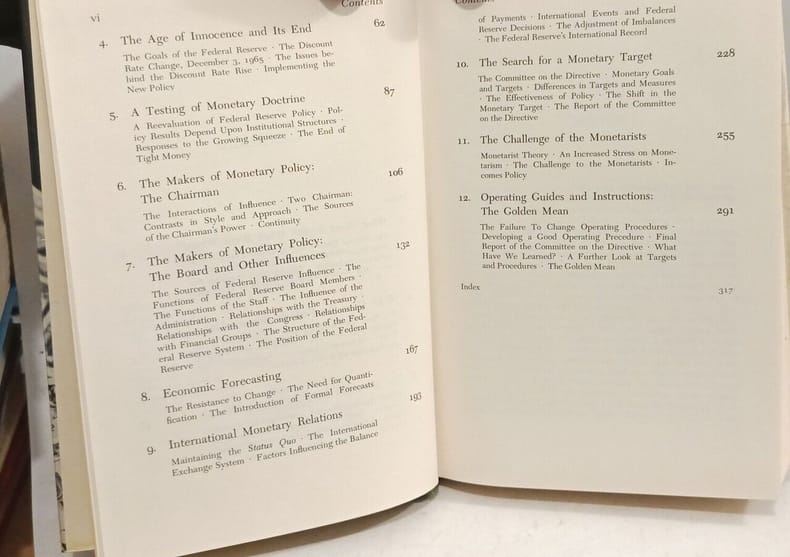 vi
Contents
4. The Age of Innocence and Its End 62
The Goals of the Federal Reserve · The Discount
Rate Change, December 3, 1965 · The Issues be-
hind the Discount Rate Rise · Implementing the
New Policy
5. A Testing of Monetary Doctrine 87
A Reevaluation of Federal Reserve Policy · Pol-
icy Results Depend Upon Institutional Structures ·
Responses to the Growing Squeeze · The End of
Tight Money
6. The Makers of Monetary Policy:
The Chairman 106
The Interactions of Influence · Two Chairman:
Contrasts in Style and Approach · The Sources
of the Chairman's Power · Continuity
7. The Makers of Monetary Policy:
The Board and Other Influences 132
The Sources of Federal Reserve Influence · The
Functions of Federal Reserve Board Members ·
The Functions of the Staff · The Influence of the
Administration · Relationships with the Treasury ·
Relationships with the Congress · Relationships
with Financial Groups · The Structure of the Fed-
eral Reserve System · The Position of the Federal
Reserve
8. Economic Forecasting 167
The Resistance to Change · The Need for Quanti-
fication · The Introduction of Formal Forecasts
9. International Monetary Relations 193
Maintaining the Status Quo · The International
Exchange System · Factors Influencing the Balance
Contents
of Payments · International Events and Federal
Reserve Decisions · The Adjustment of Imbalances
· The Federal Reserve's International Record
10. The Search for a Monetary Target 228
The Committee on the Directive · Monetary Goals
and Targets · Differences in Targets and Measures
· The Effectiveness of Policy · The Shift in the
Monetary Target · The Report of the Committee
on the Directive
11. The Challenge of the Monetarists 255
Monetarist Theory · An Increased Stress on Mone-
tarism · The Challenge to the Monetarists · In-
comes Policy
12. Operating Guides and Instructions:
The Golden Mean 291
The Failure To Change Operating Procedures ·
Developing a Good Operating Precedure · Final
Report of the Committee on the Directive · What
Have We Learned? · A Further Look at Targets
and Procedures · The Golden Mean
Index 317